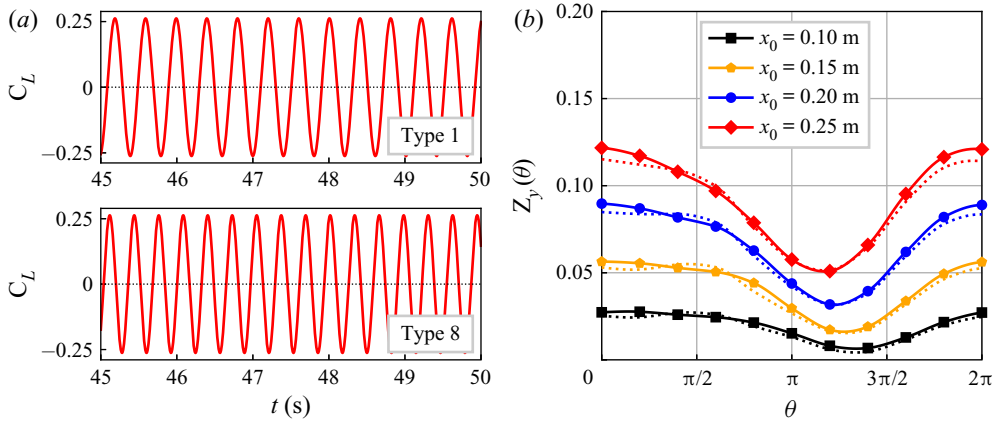 (a)
0.25
0
−0.25
C_L
Type 1
45 46 47 48 49 50
0.25
0
−0.25
C_L
Type 8
45 46 47 48 49 50
t (s)
(b)
0.20
0.15
0.10
0.05
Z_y(θ)
x_0 = 0.10 m
x_0 = 0.15 m
x_0 = 0.20 m
x_0 = 0.25 m
0 π/2 π 3π/2 2π
θ